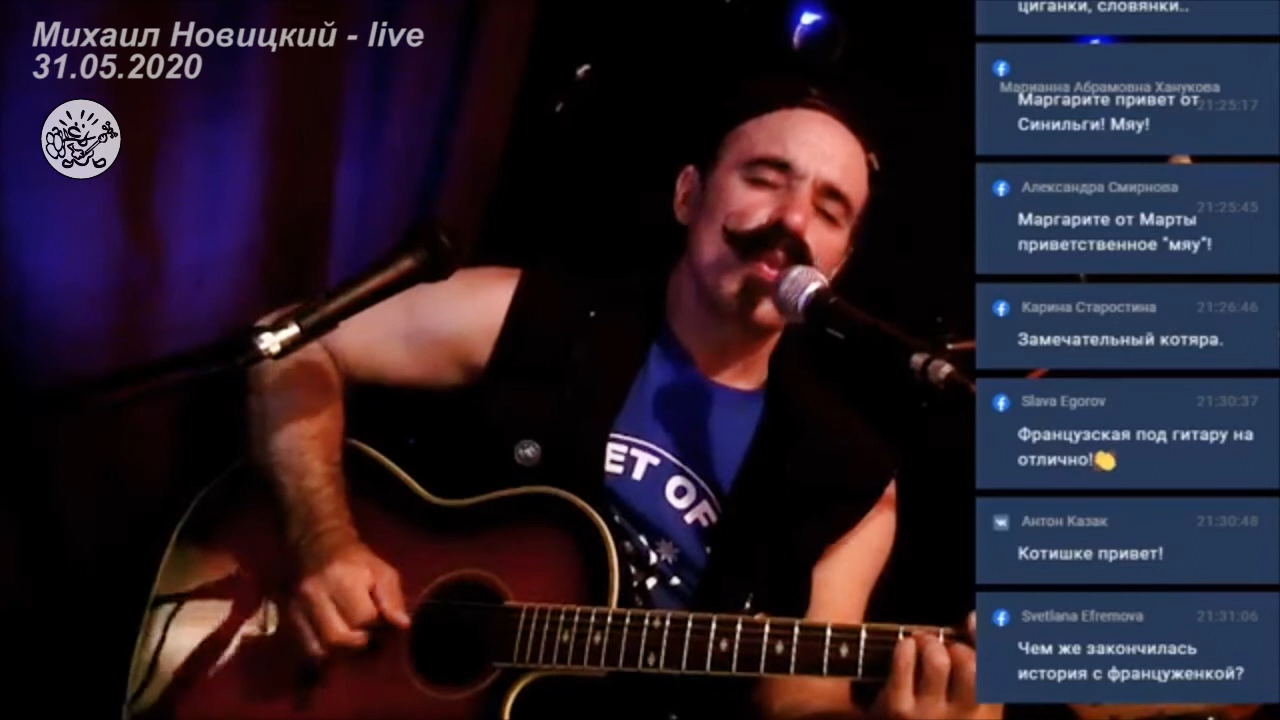 Михаил Новицкий - live
31.05.2020
циганки, словянки..
Марианна Абрамовна Ханукова
Маргарите привет от 21:25:17
Синильги! Мяу!
Александра Смирнова
21:25:45
Маргарите от Марты
приветственное "мяу"!
Карина Старостина 21:26:46
Замечательный котяра.
Slava Egorov 21:30:37
Французская под гитару на
отлично!👏
Антон Казак 21:30:48
Котишке привет!
Svetlana Efremova 21:31:06
Чем же закончилась
история с француженкой?
ET OF